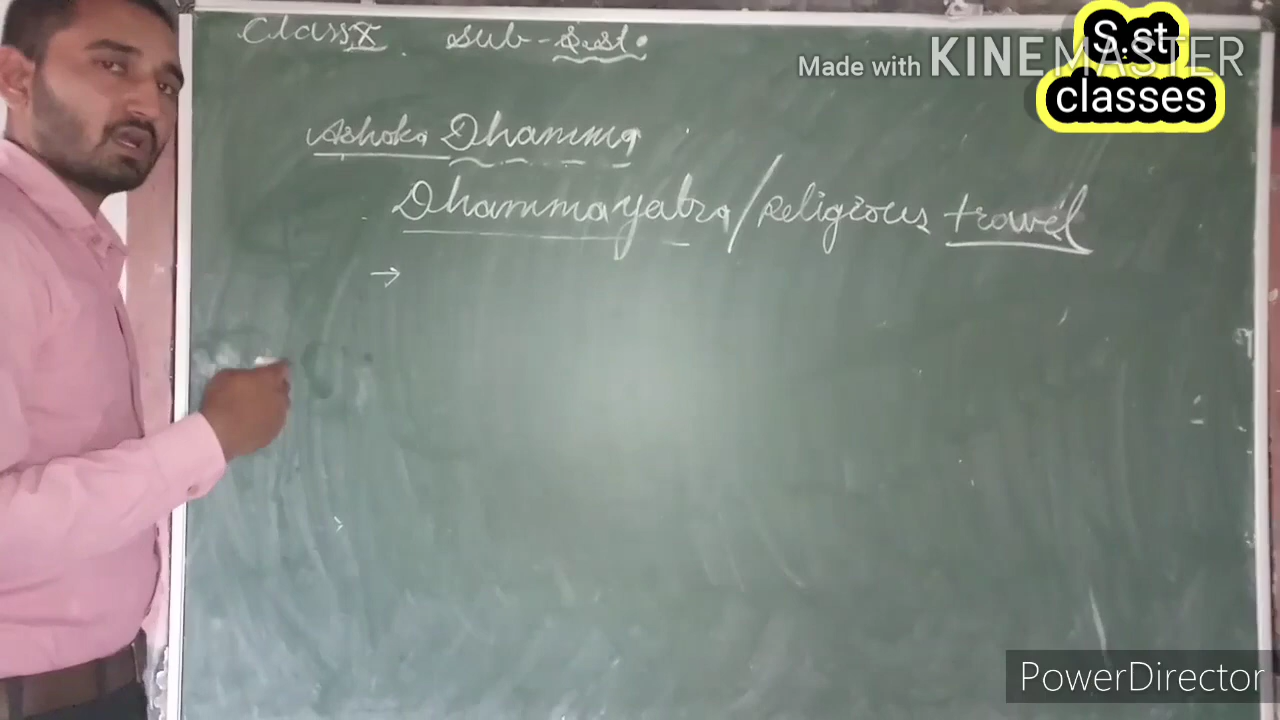 Class X Sub - S.st.
S.st
classes
Made with KINEMASTER
Ashoka Dhamma
Dhammayatra / Religious travel
→
PowerDirector